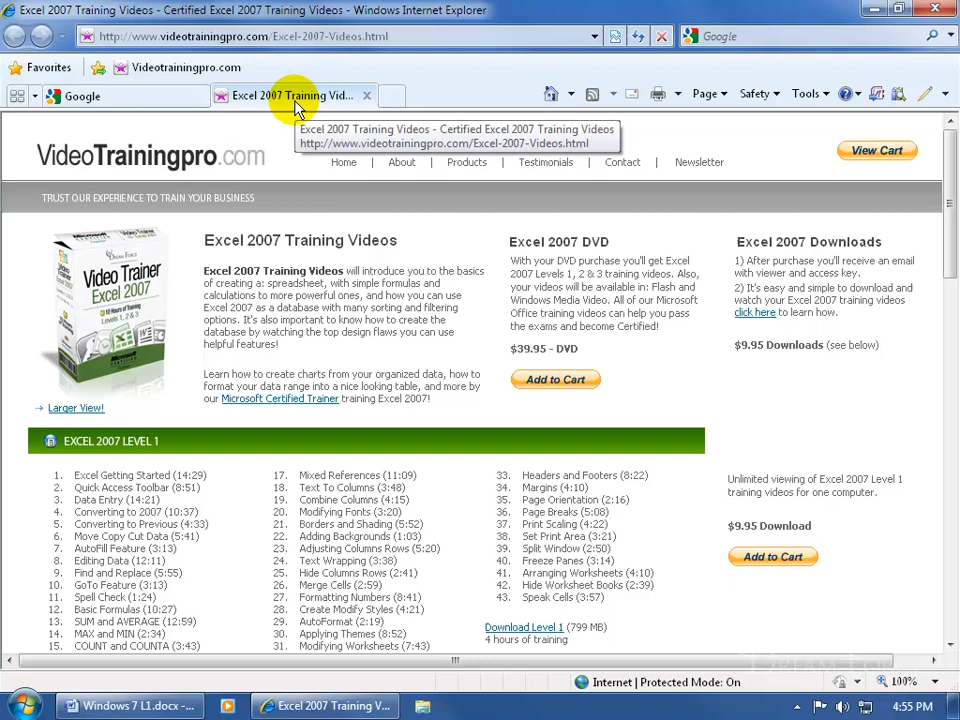 Excel 2007 Training Videos - Certified Excel 2007 Training Videos - Windows Internet Explorer
http://www.videotrainingpro.com/Excel-2007-Videos.html
Google
Favorites
Videotrainingpro.com
Google
Excel 2007 Training Vid...
Page
Safety
Tools
Excel 2007 Training Videos - Certified Excel 2007 Training Videos
http://www.videotrainingpro.com/Excel-2007-Videos.html
VideoTrainingpro.com
Home | About | Products | Testimonials | Contact | Newsletter
View Cart
TRUST OUR EXPERIENCE TO TRAIN YOUR BUSINESS
DREAM FORCE
Video Trainer
Excel 2007
10 Hours of Training
Levels 1, 2 & 3
Microsoft
CERTIFIED
Larger View!
Excel 2007 Training Videos
Excel 2007 Training Videos will introduce you to the basics
of creating a: spreadsheet, with simple formulas and
calculations to more powerful ones, and how you can use
Excel 2007 as a database with many sorting and filtering
options. It's also important to know how to create the
database by watching the top design flaws you can use
helpful features!
Learn how to create charts from your organized data, how to
format your data range into a nice looking table, and more by
our Microsoft Certified Trainer training Excel 2007!
Excel 2007 DVD
With your DVD purchase you'll get Excel
2007 Levels 1, 2 & 3 training videos. Also,
your videos will be available in: Flash and
Windows Media Video. All of our Microsoft
Office training videos can help you pass
the exams and become Certified!
$39.95 - DVD
Add to Cart
Excel 2007 Downloads
1) After purchase you'll receive an email
with viewer and access key.
2) It's easy and simple to download and
watch your Excel 2007 training videos
click here to learn how.
$9.95 Downloads (see below)
EXCEL 2007 LEVEL 1
1. Excel Getting Started (14:29)
2. Quick Access Toolbar (8:51)
3. Data Entry (14:21)
4. Converting to 2007 (10:37)
5. Converting to Previous (4:33)
6. Move Copy Cut Data (5:41)
7. AutoFill Feature (3:13)
8. Editing Data (12:11)
9. Find and Replace (5:55)
10. GoTo Feature (3:13)
11. Spell Check (1:24)
12. Basic Formulas (10:27)
13. SUM and AVERAGE (12:59)
14. MAX and MIN (2:34)
15. COUNT and COUNTA (3:43)
17. Mixed References (11:09)
18. Text To Columns (3:48)
19. Combine Columns (4:15)
20. Modifying Fonts (3:20)
21. Borders and Shading (5:52)
22. Adding Backgrounds (1:03)
23. Adjusting Columns Rows (5:20)
24. Text Wrapping (3:38)
25. Hide Columns Rows (2:41)
26. Merge Cells (2:59)
27. Formatting Numbers (8:41)
28. Create Modify Styles (4:21)
29. AutoFormat (2:19)
30. Applying Themes (8:52)
31. Modifying Worksheets (7:43)
33. Headers and Footers (8:22)
34. Margins (4:10)
35. Page Orientation (2:16)
36. Page Breaks (5:08)
37. Print Scaling (4:22)
38. Set Print Area (3:21)
39. Split Window (2:50)
40. Freeze Panes (3:14)
41. Arranging Worksheets (4:10)
42. Hide Worksheet Books (2:39)
43. Speak Cells (3:57)
Download Level 1 (799 MB)
4 hours of training
Unlimited viewing of Excel 2007 Level 1
training videos for one computer.
$9.95 Download
Add to Cart
Internet | Protected Mode: On
100%
Windows 7 L1.docx -...
Excel 2007 Training V...
4:55 PM